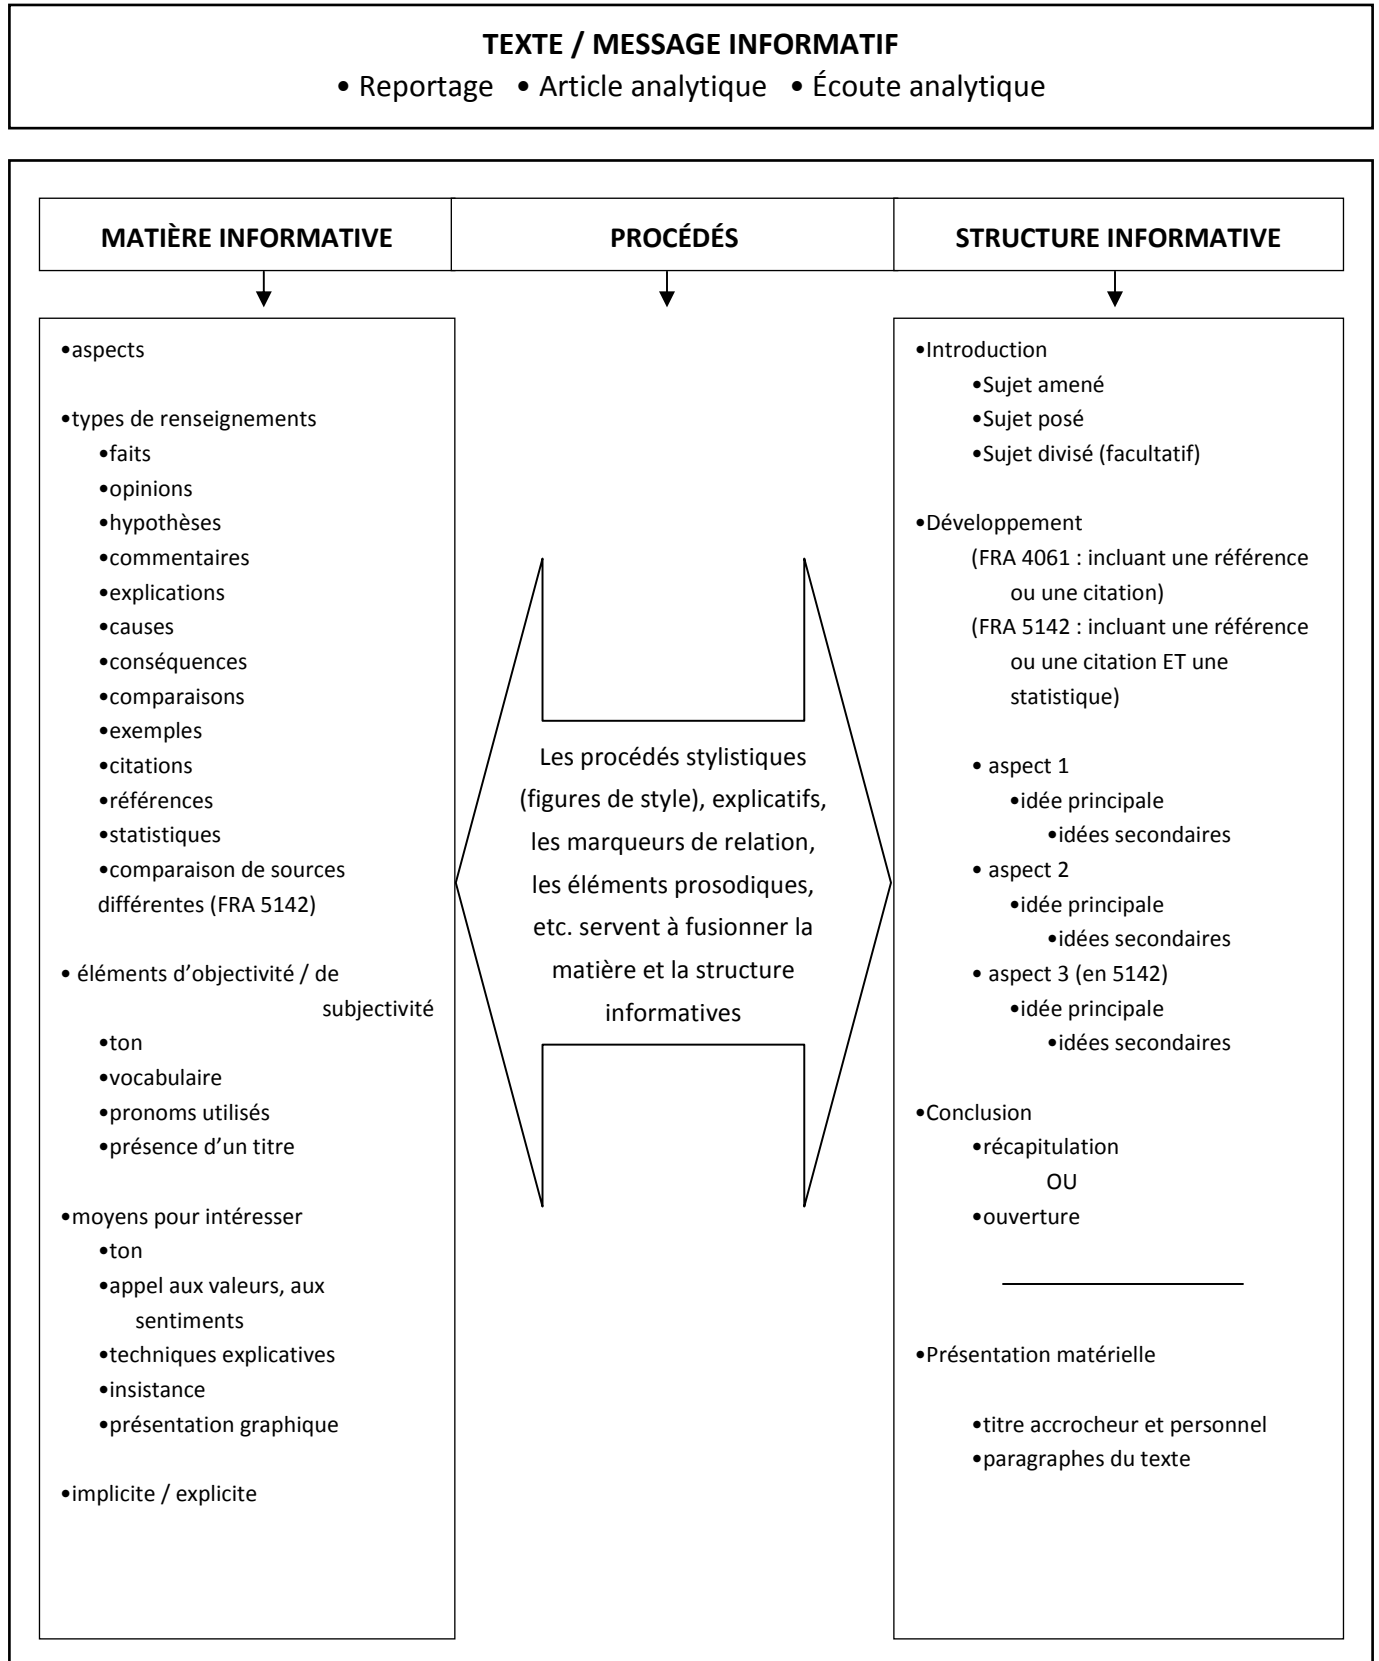 TEXTE / MESSAGE INFORMATIF
• Reportage • Article analytique • Écoute analytique
MATIÈRE INFORMATIVE
•aspects
•types de renseignements
•faits
•opinions
•hypothèses
•commentaires
•explications
•causes
•conséquences
•comparaisons
•exemples
•citations
•références
•statistiques
•comparaison de sources
différentes (FRA 5142)
• éléments d’objectivité / de
subjectivité
•ton
•vocabulaire
•pronoms utilisés
•présence d’un titre
•moyens pour intéresser
•ton
•appel aux valeurs, aux
sentiments
•techniques explicatives
•insistance
•présentation graphique
•implicite / explicite
PROCÉDÉS
Les procédés stylistiques
(figures de style), explicatifs,
les marqueurs de relation,
les éléments prosodiques,
etc. servent à fusionner la
matière et la structure
informatives
STRUCTURE INFORMATIVE
•Introduction
•Sujet amené
•Sujet posé
•Sujet divisé (facultatif)
•Développement
(FRA 4061 : incluant une référence
ou une citation)
(FRA 5142 : incluant une référence
ou une citation ET une
statistique)
• aspect 1
•idée principale
•idées secondaires
• aspect 2
•idée principale
•idées secondaires
• aspect 3 (en 5142)
•idée principale
•idées secondaires
•Conclusion
•récapitulation
OU
•ouverture
•Présentation matérielle
•titre accrocheur et personnel
•paragraphes du texte